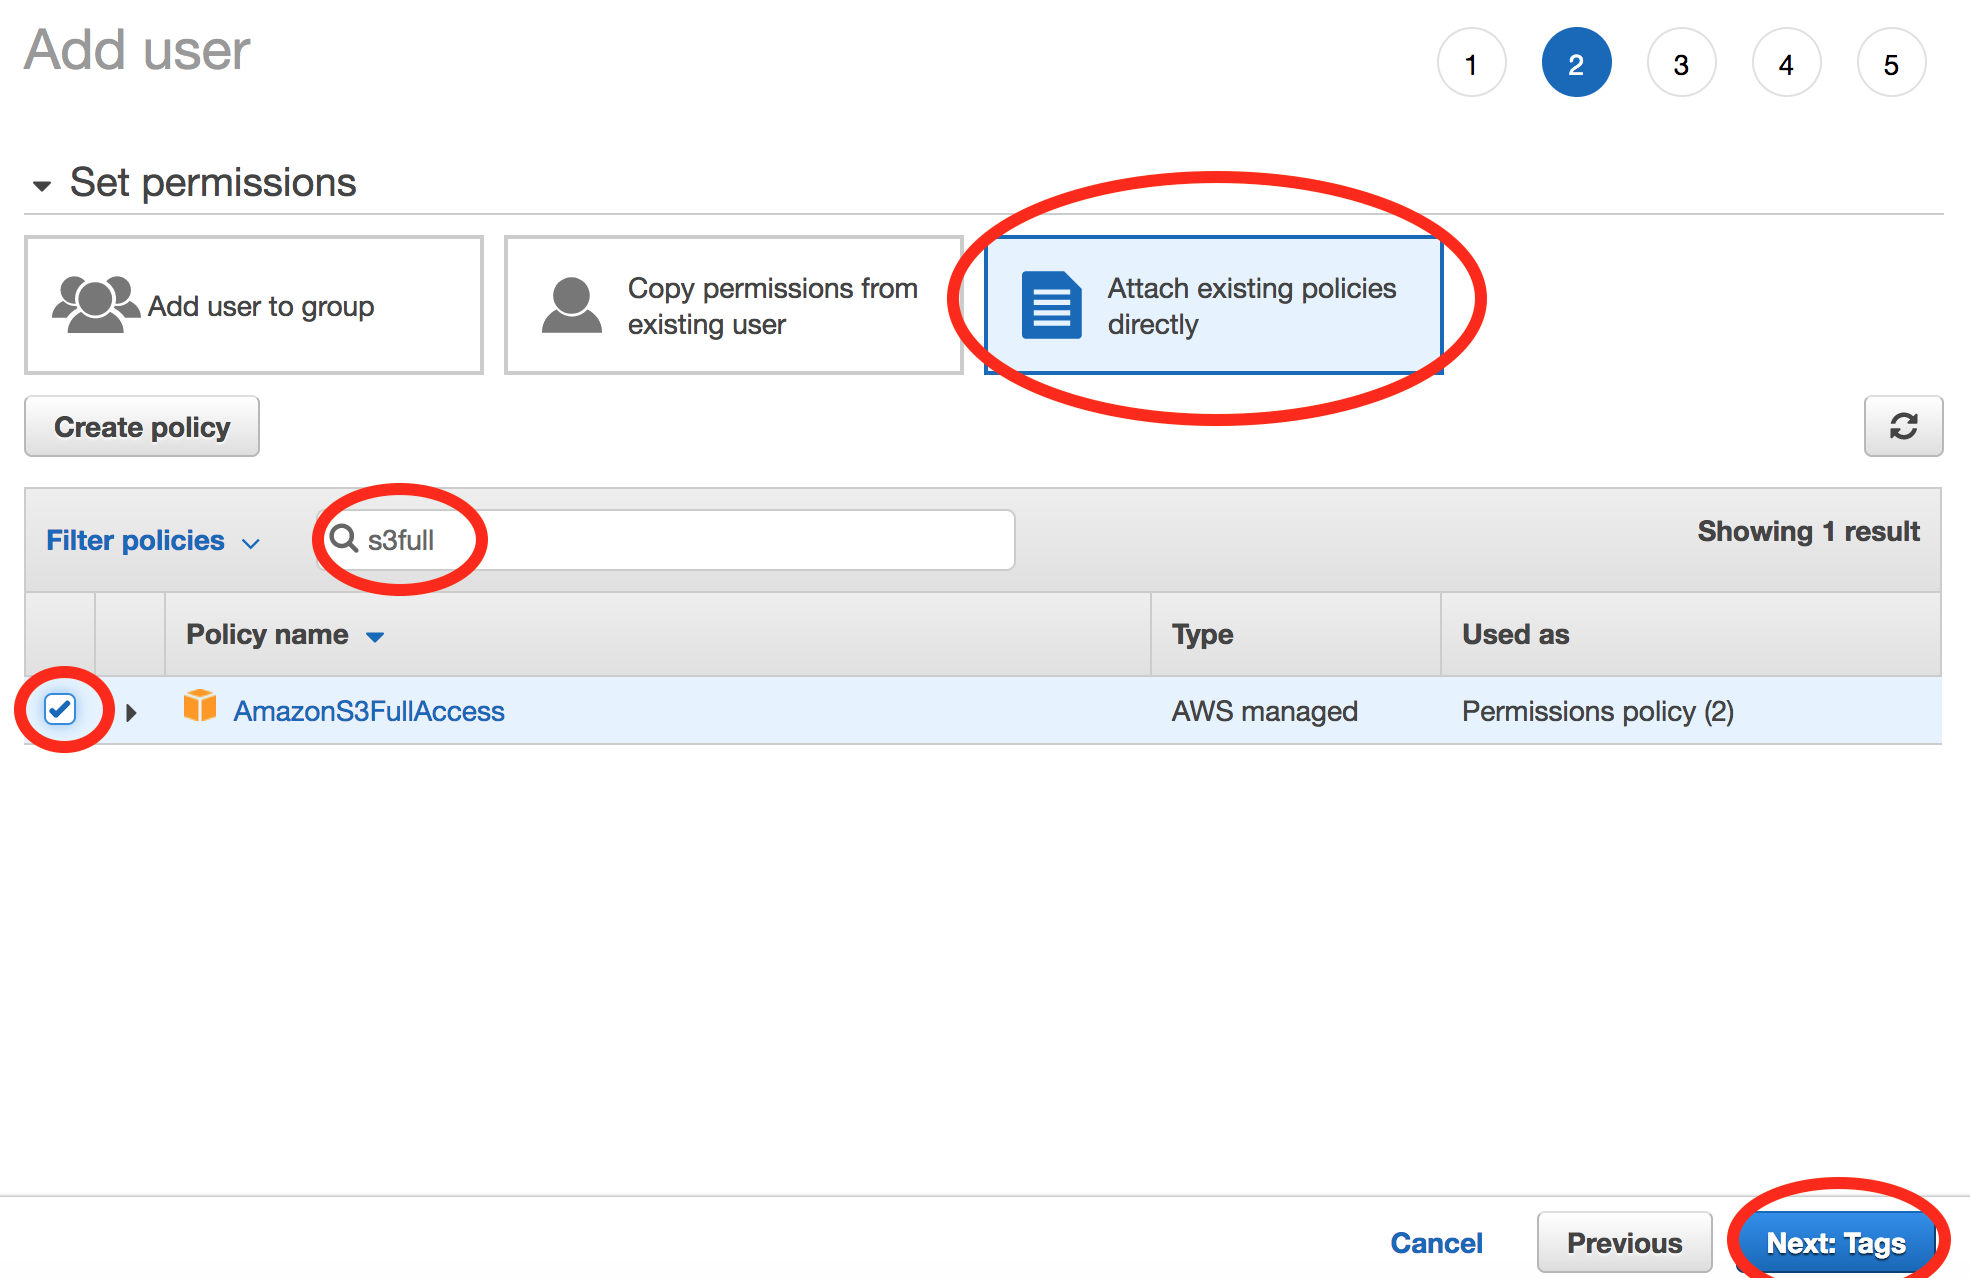 Add user
1 2 3 4 5
Set permissions
Add user to group
Copy permissions from
existing user
Attach existing policies
directly
Create policy
Filter policies
s3full
Showing 1 result
Policy name Type Used as
AmazonS3FullAccess AWS managed Permissions policy (2)
Cancel Previous Next: Tags